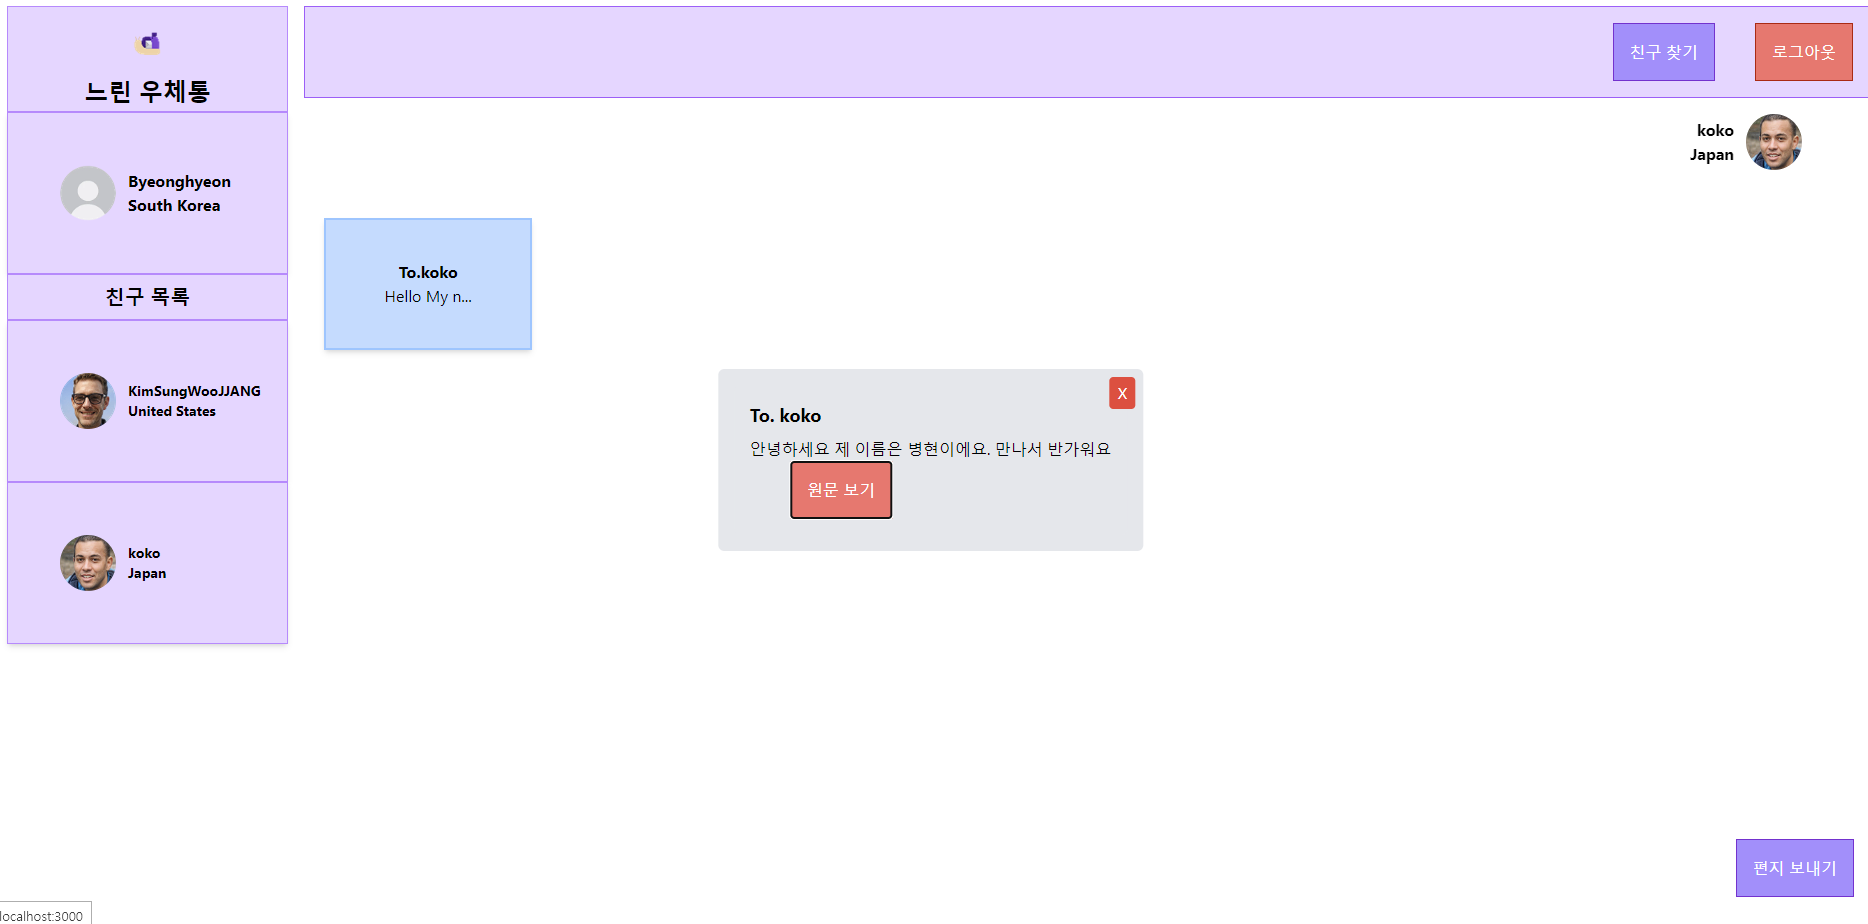 느린 우체통
Byeonghyeon
South Korea
친구 목록
KimSungWooJJANG
United States
koko
Japan
친구 찾기
로그아웃
koko
Japan
To.koko
Hello My n...
X
To. koko
안녕하세요 제 이름은 병현이에요. 만나서 반가워요
원문 보기
편지 보내기
localhost:3000